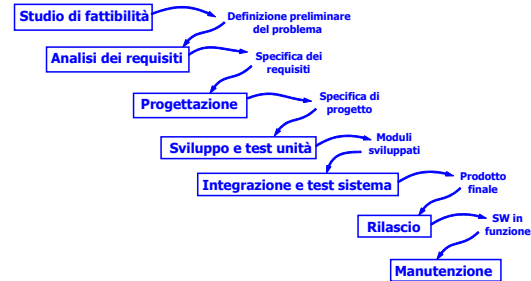 Studio di fattibilità
Definizione preliminare
del problema
Analisi dei requisiti
Specifica dei
requisiti
Progettazione
Specifica di
progetto
Sviluppo e test unità
Moduli
sviluppati
Integrazione e test sistema
Prodotto
finale
Rilascio
SW in
funzione
Manutenzione